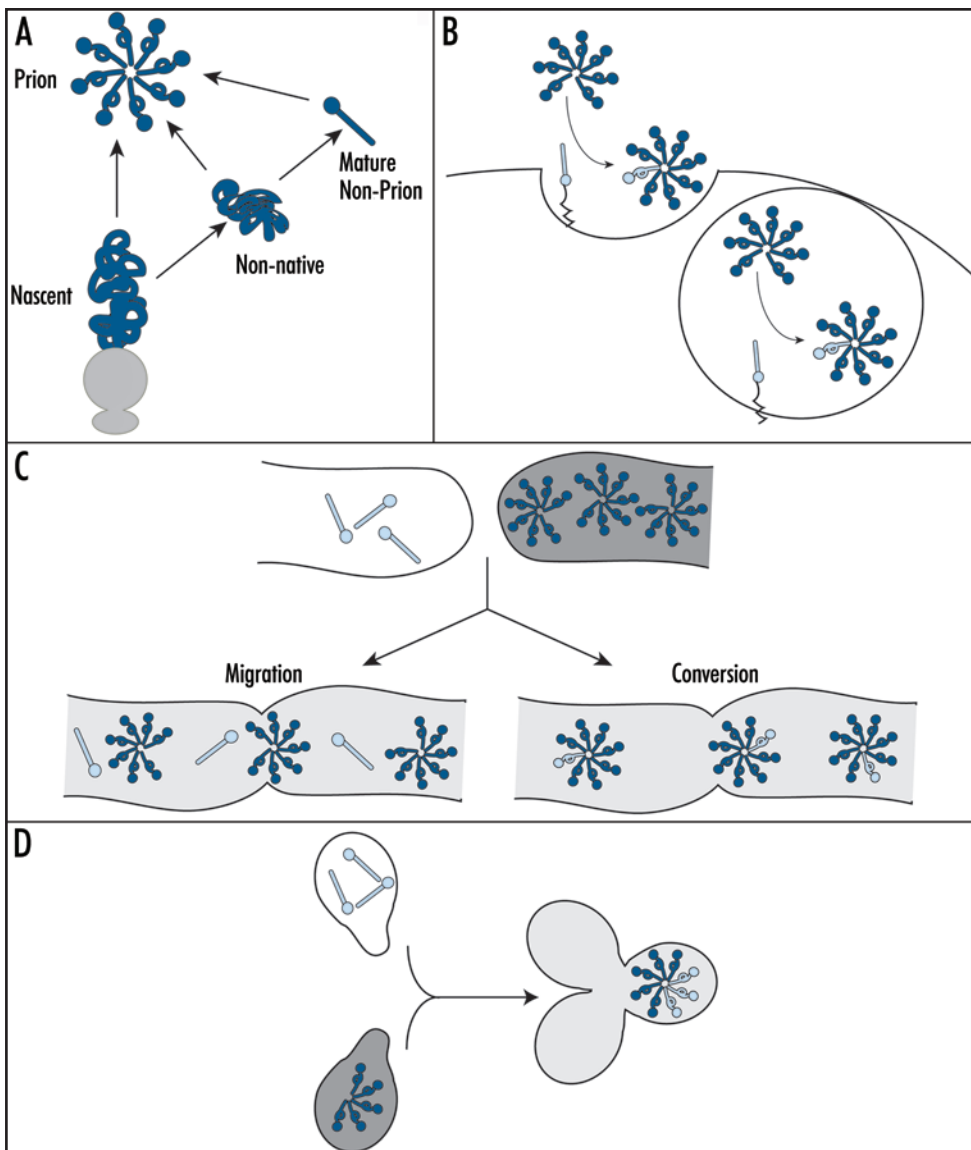 A
Prion
Mature
Non-Prion
Non-native
Nascent
B
C
Migration
Conversion
D